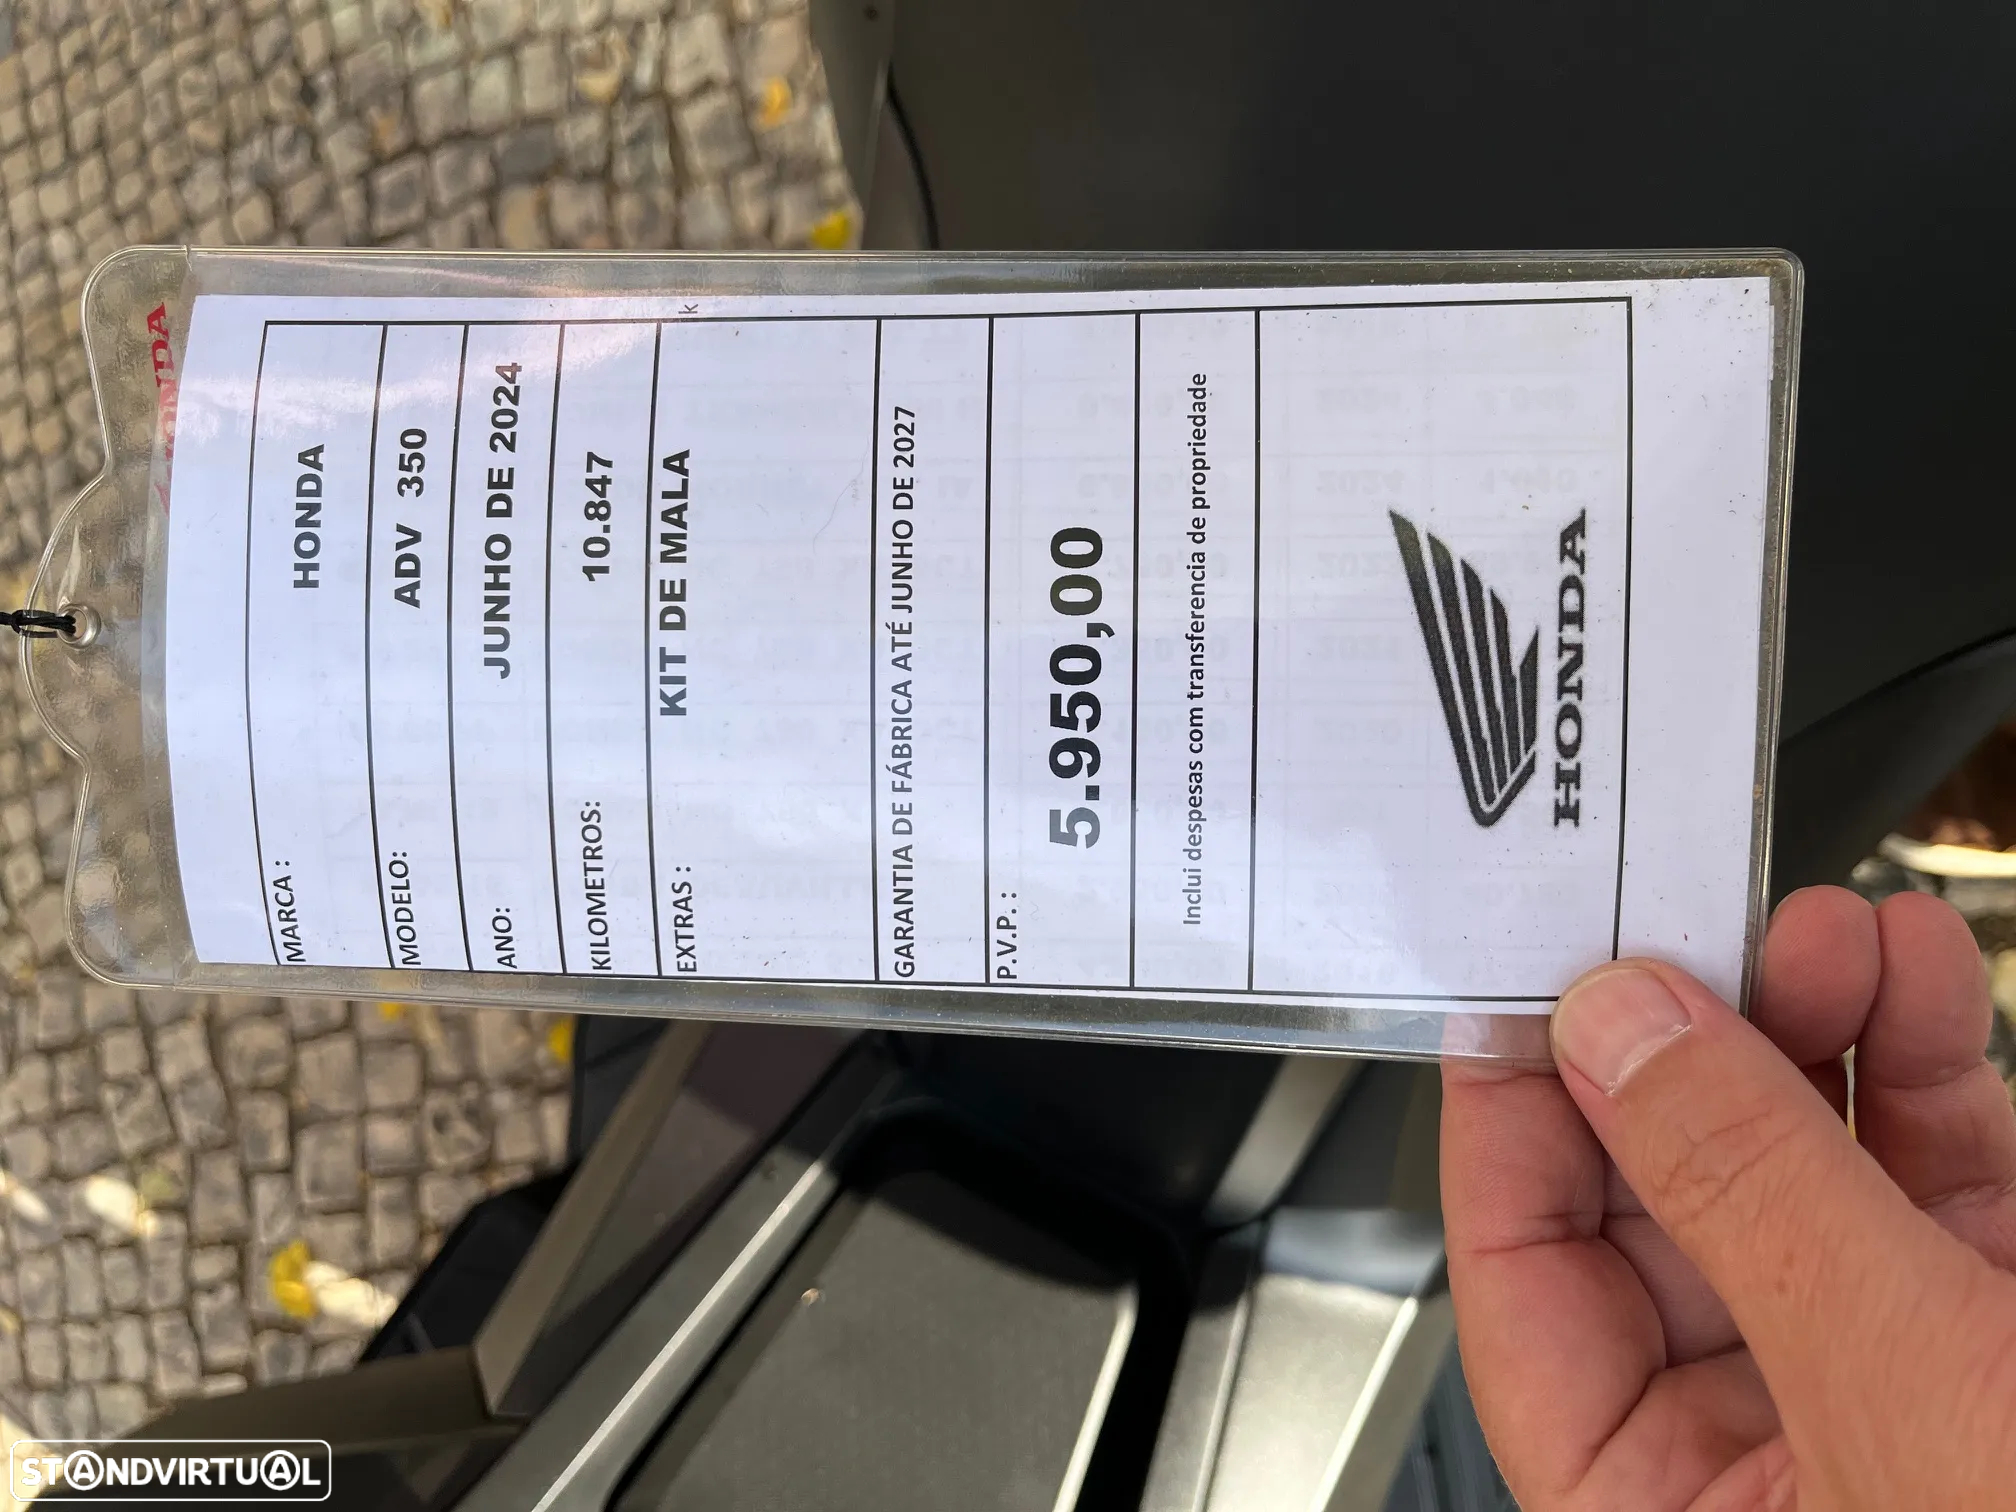 HONDA
MARCA : HONDA
MODELO: ADV 350
ANO: JUNHO DE 2024
KILOMETROS: 10.847
EXTRAS : KIT DE MALA k
GARANTIA DE FÁBRICA ATÉ JUNHO DE 2027
P.V.P. : 5.950,00
Inclui despesas com transferencia de propriedade
HONDA
STANDVIRTUAL